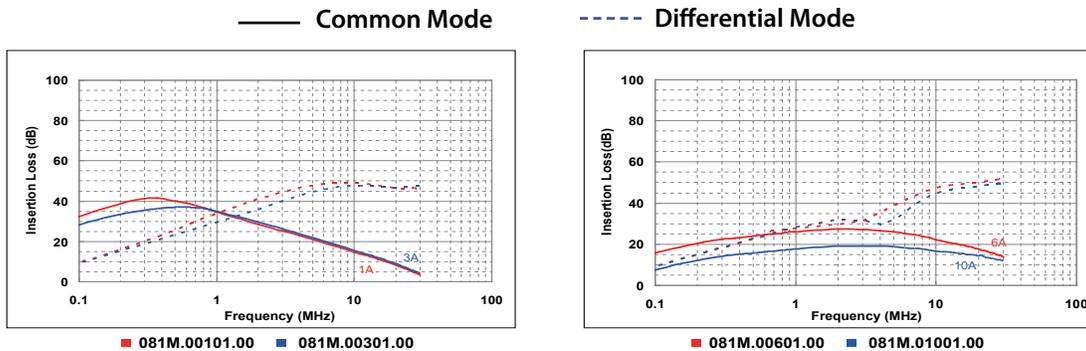 Common Mode
Differential Mode
Insertion Loss(dB)
100
80
60
40
20
0
1A
3A
0.1
1
10
100
Frequency (MHz)
081M.00101.00
081M.00301.00
Insertion Loss(dB)
100
80
60
40
20
0
6A
10A
0.1
1
10
100
Frequency (MHz)
081M.00601.00
081M.01001.00